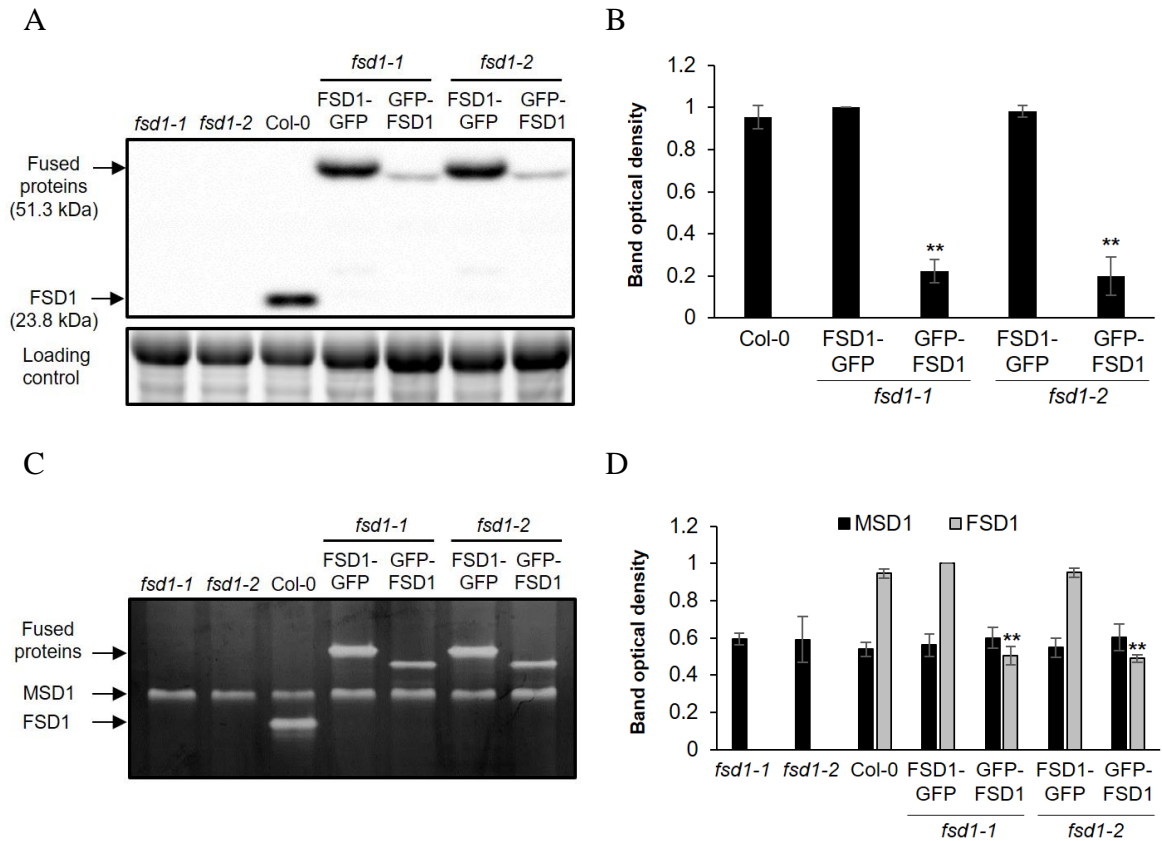 A
fsd1-1 fsd1-2
fsd1-1 fsd1-2 Col-0 FSD1- GFP- FSD1- GFP-
GFP FSD1 GFP FSD1
Fused
proteins
(51.3 kDa)
FSD1
(23.8 kDa)
Loading
control
B
Band optical density
1.2
1
0.8
0.6
0.4
0.2
0
** **
Col-0 FSD1- GFP- FSD1- GFP-
GFP FSD1 GFP FSD1
fsd1-1 fsd1-2
C
fsd1-1 fsd1-2
fsd1-1 fsd1-2 Col-0 FSD1- GFP- FSD1- GFP-
GFP FSD1 GFP FSD1
Fused
proteins
MSD1
FSD1
D
Band optical density
MSD1 FSD1
1.2
1
0.8
0.6
0.4
0.2
0
** **
fsd1-1 fsd1-2 Col-0 FSD1- GFP- FSD1- GFP-
GFP FSD1 GFP FSD1
fsd1-1 fsd1-2